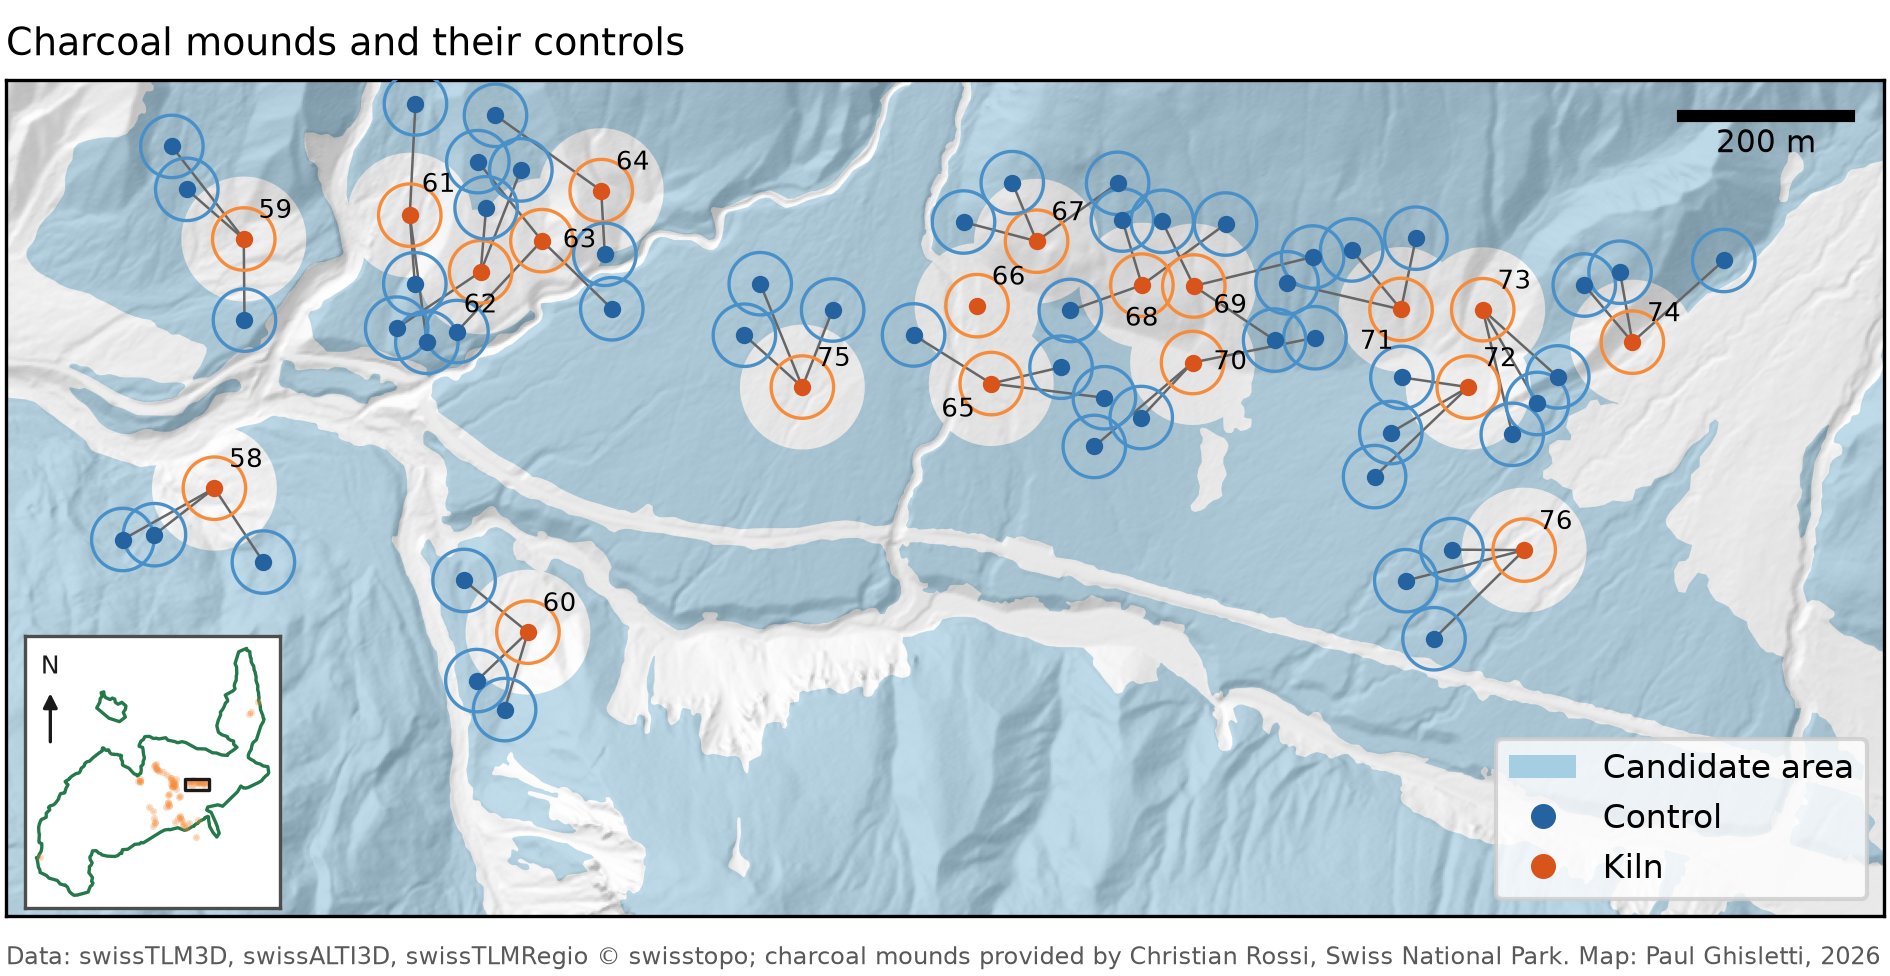 Charcoal mounds and their controls
200 m
64
61
59
67
63
66
73
62
69
74
68
71
75
72
70
65
58
76
60
N
Candidate area
Control
Kiln
Data: swissTLM3D, swissALTI3D, swissTLMRegio © swisstopo; charcoal mounds provided by Christian Rossi, Swiss National Park. Map: Paul Ghisletti, 2026